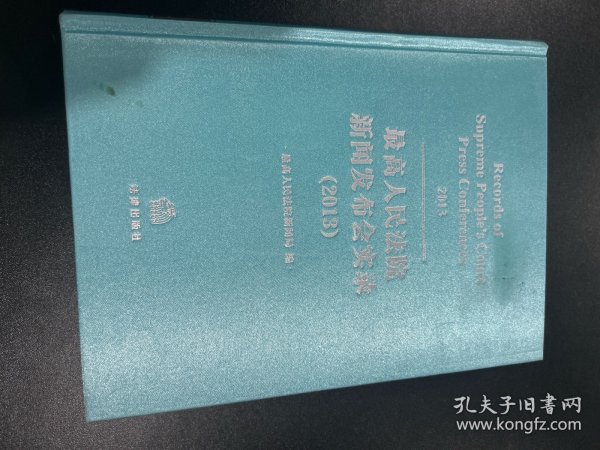 Records of
Supreme People's Court
Press Conferences
2013
最高人民法院
新闻发布会实录
(2013)
最高人民法院新闻局 编
法律出版社
孔夫子旧书网
www.kongfz.com